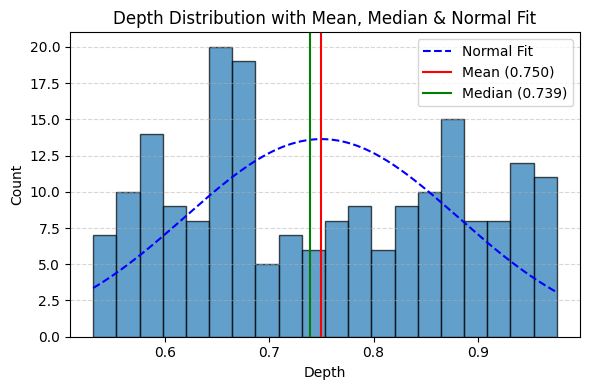 Depth Distribution with Mean, Median & Normal Fit
20.0
17.5
15.0
12.5
10.0
7.5
5.0
2.5
0.0
Count
Normal Fit
Mean (0.750)
Median (0.739)
0.6
0.7
0.8
0.9
Depth